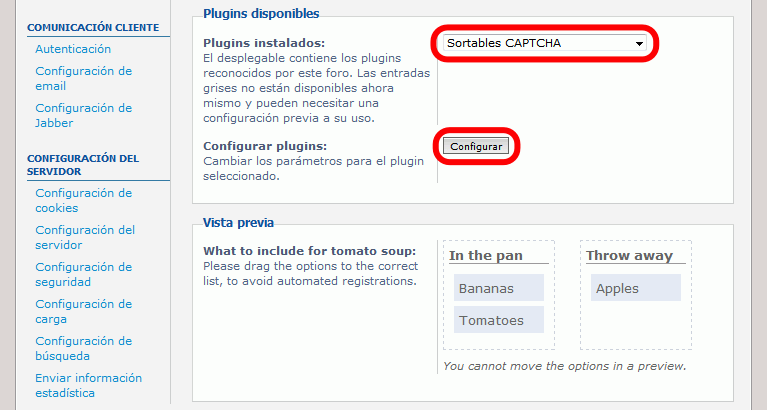 COMUNICACIÓN CLIENTE
Autenticación
Configuración de
email
Configuración de
Jabber
CONFIGURACIÓN DEL
SERVIDOR
Configuración de
cookies
Configuración del
servidor
Configuración de
seguridad
Configuración de
carga
Configuración de
búsqueda
Enviar información
estadística
Plugins disponibles
Plugins instalados:
El desplegable contiene los plugins
reconocidos por este foro. Las entradas
grises no están disponibles ahora
mismo y pueden necesitar una
configuración previa a su uso.
Sortables CAPTCHA
Configurar plugins:
Cambiar los parámetros para el plugin
seleccionado.
Configurar
Vista previa
What to include for tomato soup:
Please drag the options to the correct
list, to avoid automated registrations.
In the pan
Bananas
Tomatoes
Throw away
Apples
You cannot move the options in a preview.